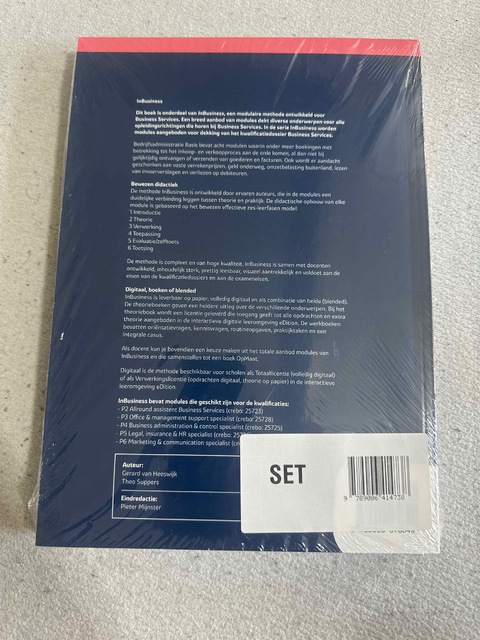 InBusiness
Dit boek is onderdeel van InBusiness, een modulaire methode ontwikkeld voor
Business Services. Een breed aanbod van modules dekt diverse onderwerpen voor alle
opleidingsrichtingen die horen bij Business Services. In de serie InBusiness worden
modules aangeboden voor dekking van het kwalificatiedossier Business Services.
Bedrijfsadministratie Basis bevat acht modulen waarin onder meer boekingen met
betrekking tot het inkoop- en verkoopproces aan de orde komen, al dan niet bij
gelijktijdig ontvangen of verzenden van goederen en facturen. Ook wordt er aandacht
geschonken aan vaste verrekenprijzen, geld onderweg, omzetbelasting buitenland, lezen
van invoerverslagen en verliezen op debiteuren.
Bewezen didactiek
De methode InBusiness is ontwikkeld door ervaren auteurs, die in de modules een
duidelijke verbinding leggen tussen theorie en praktijk. De didactische opbouw van elke
module is gebaseerd op het bewezen effectieve zes-leerfasen model:
1 Introductie
2 Theorie
3 Verwerking
4 Toepassing
5 Evaluatie/zelftoets
6 Toetsing
De methode is compleet en van hoge kwaliteit. InBusiness is samen met docenten
ontwikkeld, inhoudelijk sterk, prettig leesbaar, visueel aantrekkelijk en voldoet aan de
eisen van de kwalificatiedossiers en aan de exameneisen.
Digitaal, boeken of blended
InBusiness is leverbaar op papier, volledig digitaal en als combinatie van beide (blended).
De theorieboeken geven een heldere uitleg over de verschillende onderwerpen. Bij het
theorieboek wordt een licentie geleverd die toegang geeft tot alle opdrachten en extra
theorie aangeboden in de interactieve digitale leeromgeving eDition. De werkboeken
bevatten oriëntatievragen, kennisvragen, routineopgaven, praktijktaken en een
integrale casus.
Als docent kun je bovendien een keuze maken uit het totale aanbod modules van
InBusiness en die samenstellen tot een boek OpMaat.
Digitaal is de methode beschikbaar voor scholen als Totaallicentie (volledig digitaal)
of als Verwerkingslicentie (opdrachten digitaal, theorie op papier) in de interactieve
leeromgeving eDition.
InBusiness bevat modules die geschikt zijn voor de kwalificaties:
- P2 Allround assistent Business Services (crebo: 25723)
- P3 Office & management support specialist (crebo: 25728)
- P4 Business administration & control specialist (crebo: 25725)
- P5 Legal, insurance & HR specialist (crebo:
- P6 Marketing & communication specialist
Auteur:
Gerard van Heeswijk
Theo Suppers
Eindredactie:
Pieter Mijnster
SET
9 789006 414738